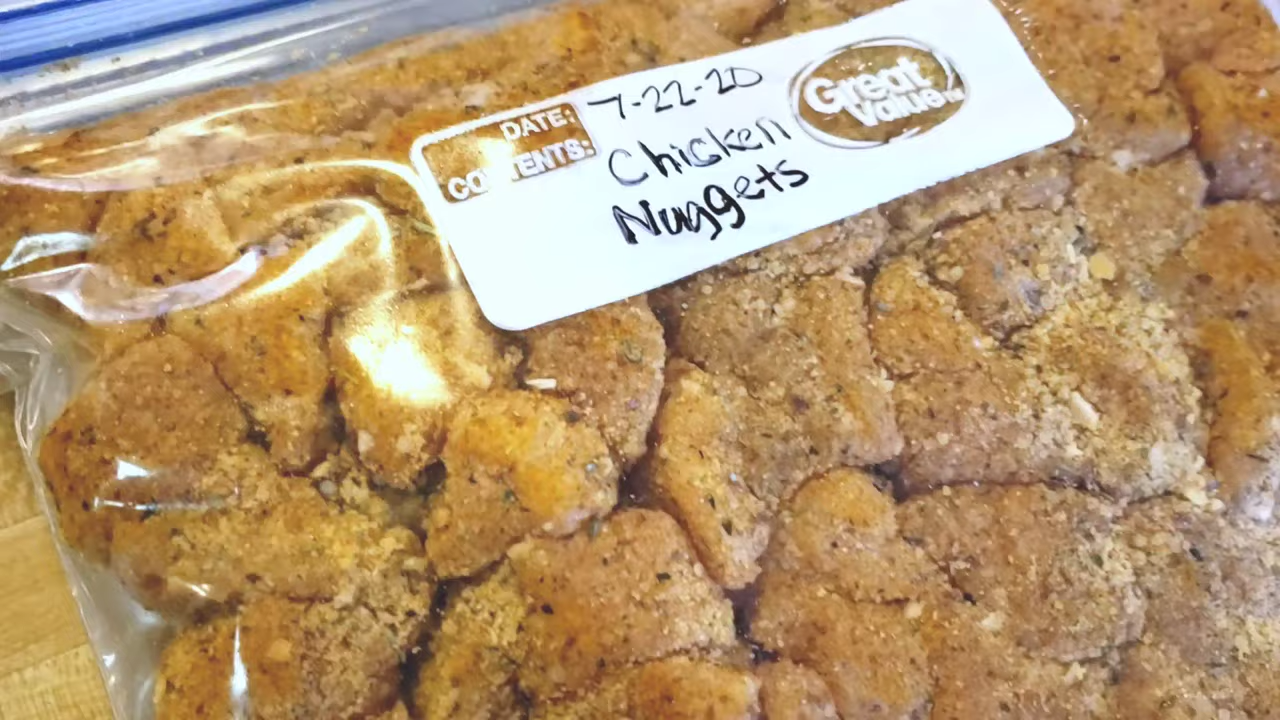 DATE: 7-22-20
CONTENTS: Chicken
Nuggets
Great
Value